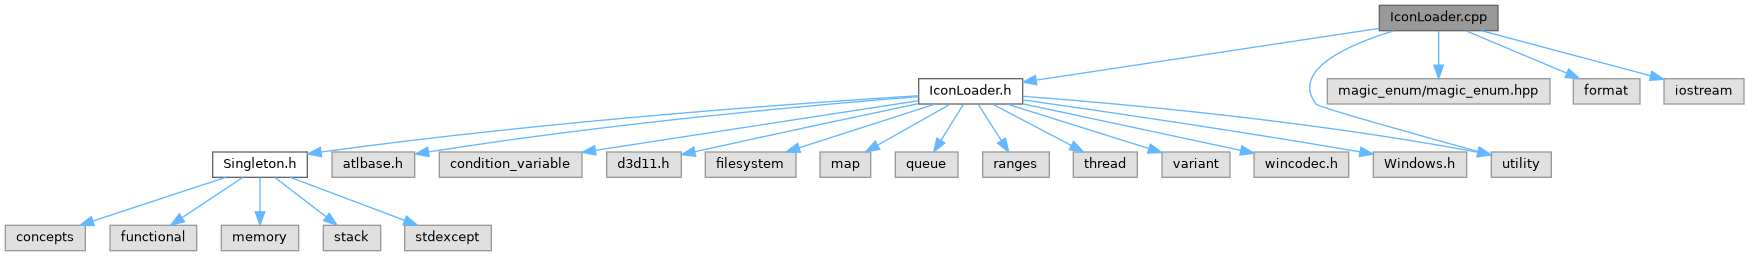 IconLoader.cpp
IconLoader.h
magic_enum/magic_enum.hpp
format
iostream
Singleton.h
atlbase.h
condition_variable
d3d11.h
filesystem
map
queue
ranges
thread
variant
wincodec.h
Windows.h
utility
concepts
functional
memory
stack
stdexcept